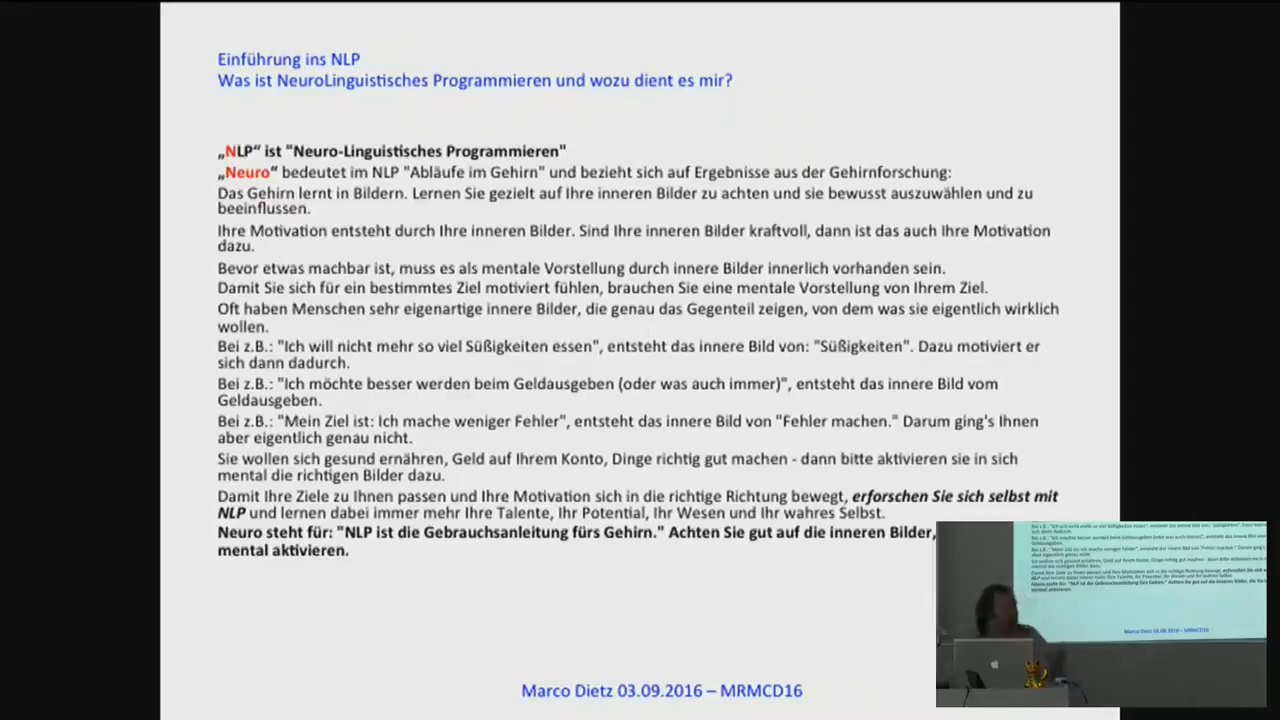 Einführung ins NLP
Was ist NeuroLinguistisches Programmieren und wozu dient es mir?
„NLP“ ist "Neuro-Linguistisches Programmieren"
„Neuro“ bedeutet im NLP "Abläufe im Gehirn" und bezieht sich auf Ergebnisse aus der Gehirnforschung:
Das Gehirn lernt in Bildern. Lernen Sie gezielt auf Ihre inneren Bilder zu achten und sie bewusst auszuwählen und zu
beeinflussen.
Ihre Motivation entsteht durch Ihre inneren Bilder. Sind Ihre inneren Bilder kraftvoll, dann ist das auch Ihre Motivation
dazu.
Bevor etwas machbar ist, muss es als mentale Vorstellung durch innere Bilder innerlich vorhanden sein.
Damit Sie sich für ein bestimmtes Ziel motiviert fühlen, brauchen Sie eine mentale Vorstellung von Ihrem Ziel.
Oft haben Menschen sehr eigenartige innere Bilder, die genau das Gegenteil zeigen, von dem was sie eigentlich wirklich
wollen.
Bei z.B.: "Ich will nicht mehr so viel Süßigkeiten essen", entsteht das innere Bild von: "Süßigkeiten". Dazu motiviert er
sich dann dadurch.
Bei z.B.: "Ich möchte besser werden beim Geldausgeben (oder was auch immer)", entsteht das innere Bild vom
Geldausgeben.
Bei z.B.: "Mein Ziel ist: Ich mache weniger Fehler", entsteht das innere Bild von "Fehler machen." Darum ging's Ihnen
aber eigentlich genau nicht.
Sie wollen sich gesund ernähren, Geld auf Ihrem Konto, Dinge richtig gut machen - dann bitte aktivieren sie in sich
mental die richtigen Bilder dazu.
Damit Ihre Ziele zu Ihnen passen und Ihre Motivation sich in die richtige Richtung bewegt, erforschen Sie sich selbst mit
NLP und lernen dabei immer mehr Ihre Talente, Ihr Potential, Ihr Wesen und Ihr wahres Selbst.
Neuro steht für: "NLP ist die Gebrauchsanleitung fürs Gehirn." Achten Sie gut auf die inneren Bilder,
mental aktivieren.
Marco Dietz 03.09.2016 – MRMCD16
Marco Dietz 03.09.2016 – MRMCD16